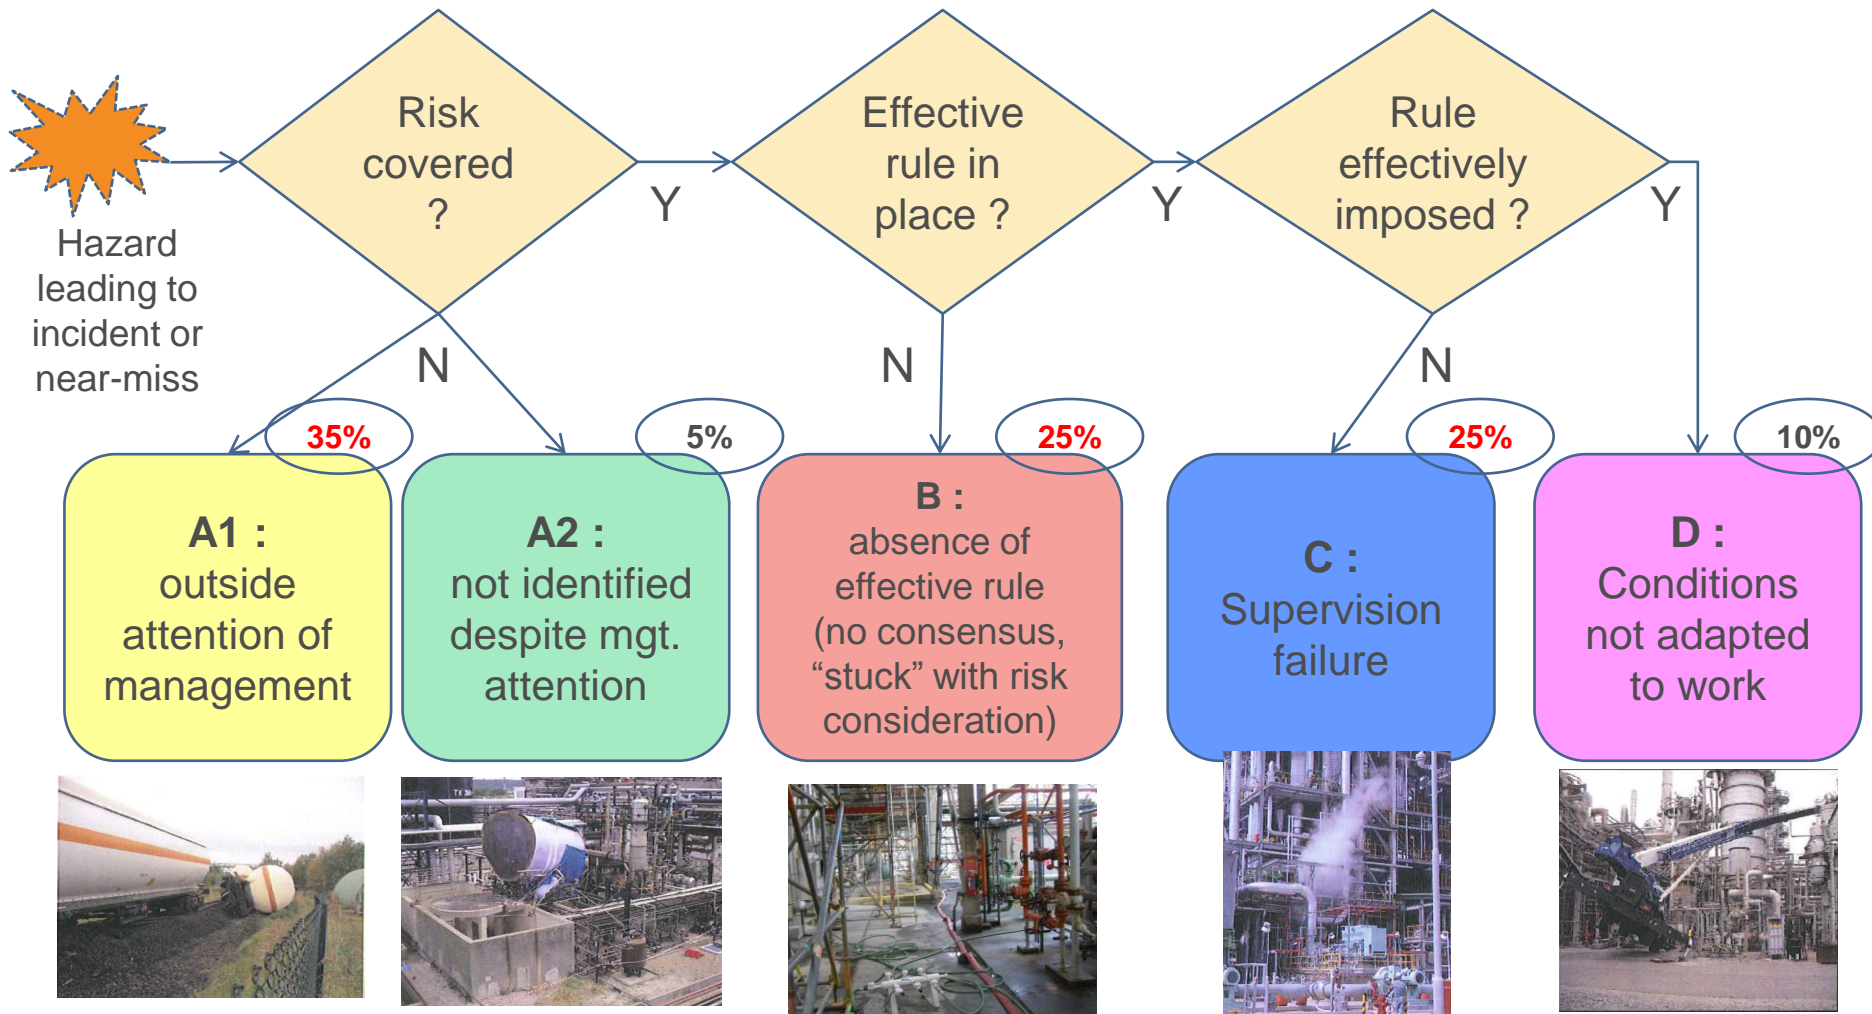 Risk
covered
?
Effective
rule in
place ?
Rule
effectively
imposed ?
Y
Y
Y
Hazard
leading to
incident or
near-miss
N
N
N
35%
5%
25%
25%
10%
A1 :
outside
attention of
management
A2 :
not identified
despite mgt.
attention
B :
absence of
effective rule
(no consensus,
“stuck” with risk
consideration)
C :
Supervision
failure
D :
Conditions
not adapted
to work